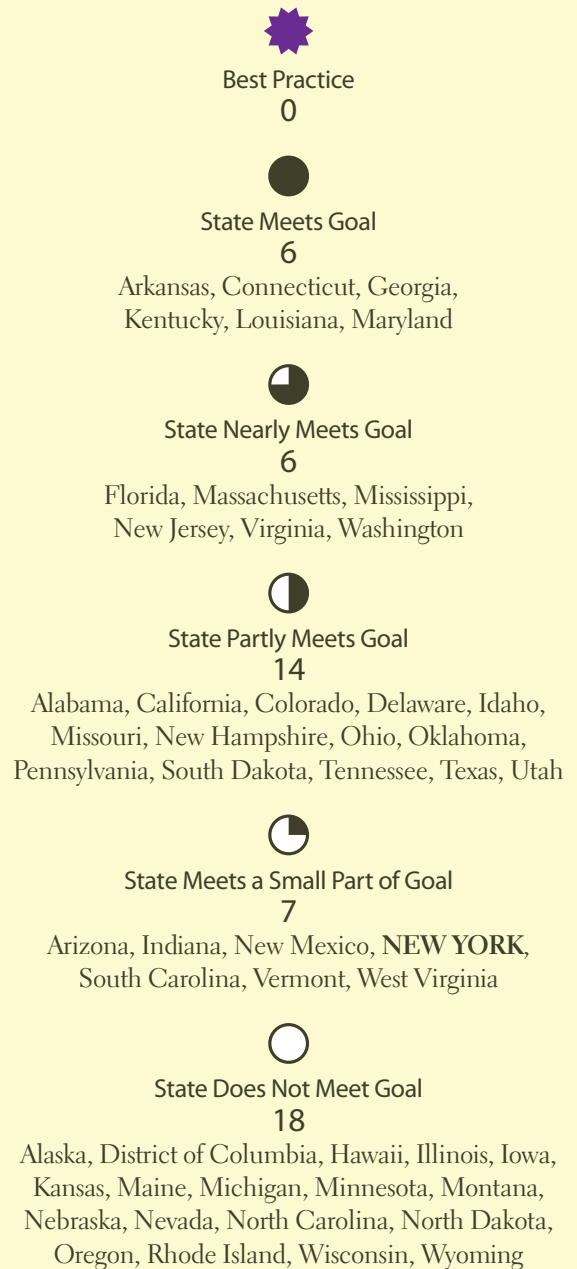 Best Practice
0
State Meets Goal
6
Arkansas, Connecticut, Georgia,
Kentucky, Louisiana, Maryland
State Nearly Meets Goal
6
Florida, Massachusetts, Mississippi,
New Jersey, Virginia, Washington
State Partly Meets Goal
14
Alabama, California, Colorado, Delaware, Idaho,
Missouri, New Hampshire, Ohio, Oklahoma,
Pennsylvania, South Dakota, Tennessee, Texas, Utah
State Meets a Small Part of Goal
7
Arizona, Indiana, New Mexico, NEW YORK,
South Carolina, Vermont, West Virginia
State Does Not Meet Goal
18
Alaska, District of Columbia, Hawaii, Illinois, Iowa,
Kansas, Maine, Michigan, Minnesota, Montana,
Nebraska, Nevada, North Carolina, North Dakota,
Oregon, Rhode Island, Wisconsin, Wyoming